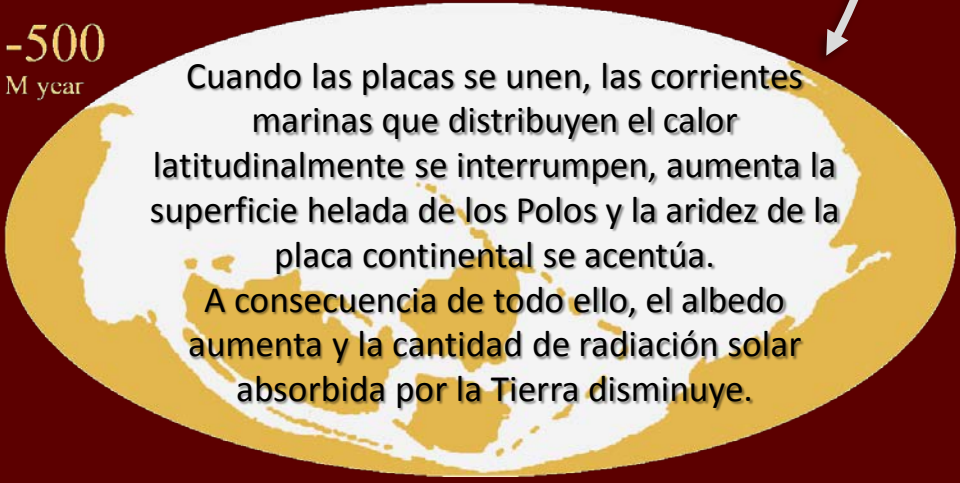 -500
M year
Cuando las placas se unen, las corrientes
marinas que distribuyen el calor
latitudinalmente se interrumpen, aumenta la
superficie helada de los Polos y la aridez de la
placa continental se acentúa.
A consecuencia de todo ello, el albedo
aumenta y la cantidad de radiación solar
absorbida por la Tierra disminuye.